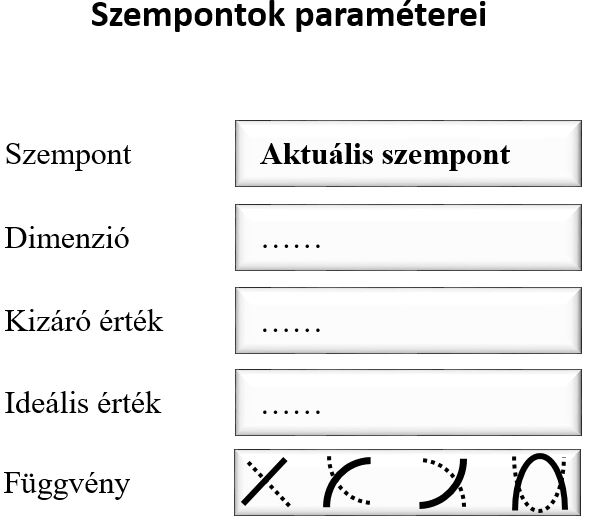 Szempontok paraméterei
Szempont Aktuális szempont
Dimenzió ......
Kizáró érték ......
Ideális érték ......
Függvény